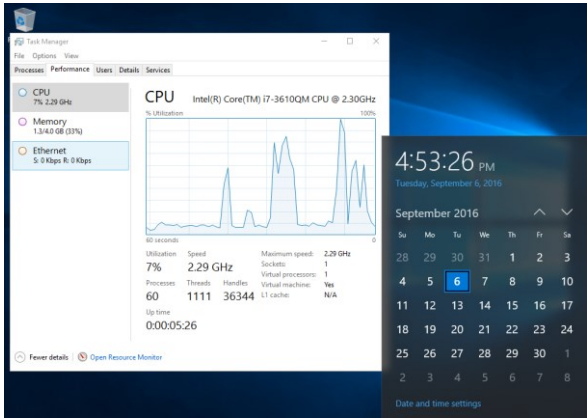 Task Manager
File Options View
Processes Performance Users Details Services
CPU
7% 2.29 GHz
Memory
1.3/4.0 GB (33%)
Ethernet
S: 0 Kbps R: 0 Kbps
CPU Intel(R) Core(TM) i7-3610QM CPU @ 2.30GHz
% Utilization 100%
60 seconds 0
Utilization Speed
7% 2.29 GHz
Processes Threads Handles
60 1111 36344
Up time
0:00:05:26
Maximum speed: 2.29 GHz
Sockets: 1
Virtual processors: 1
Virtual machine: Yes
L1 cache: N/A
Fewer details Open Resource Monitor
4:53:26 PM
Tuesday, September 6, 2016
September 2016
Su Mo Tu We Th Fr Sa
28 29 30 31 1 2 3
4 5 6 7 8 9 10
11 12 13 14 15 16 17
18 19 20 21 22 23 24
25 26 27 28 29 30 1
2 3 4 5 6 7 8
Date and time settings